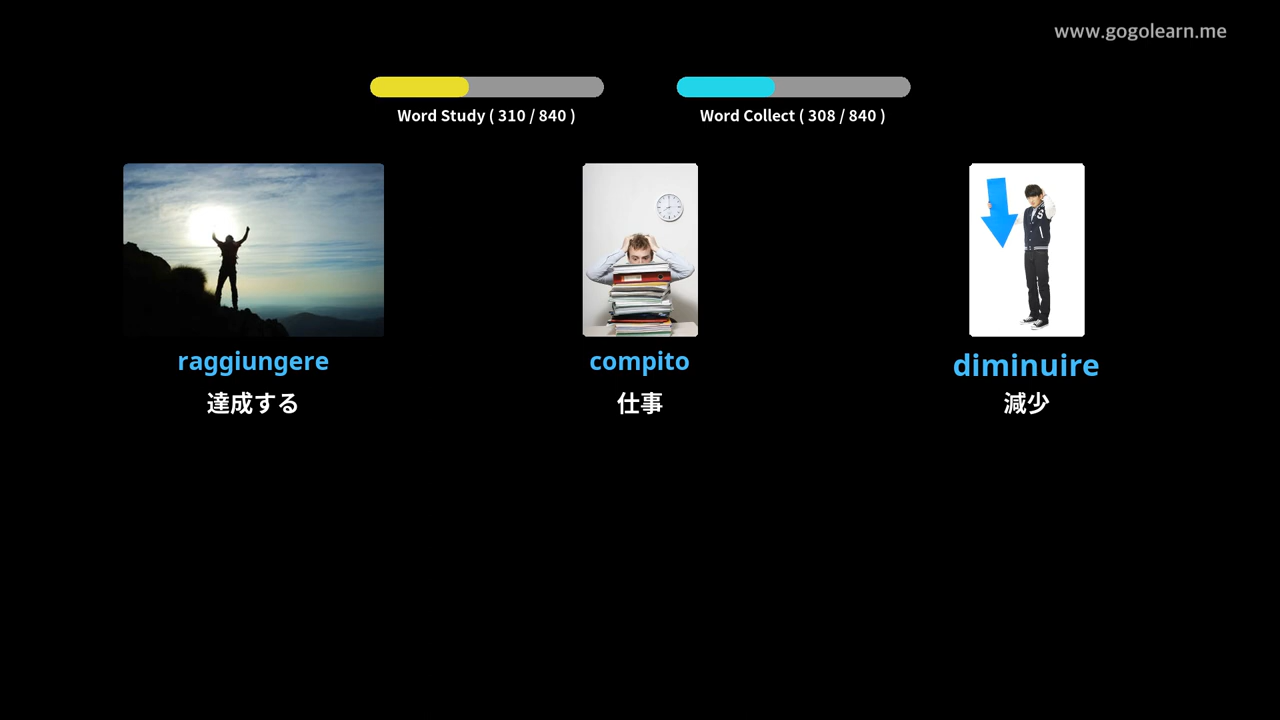 www.gogolearn.me
Word Study ( 310 / 840 )
Word Collect ( 308 / 840 )
raggiungere
compito
diminuire
達成する
仕事
減少